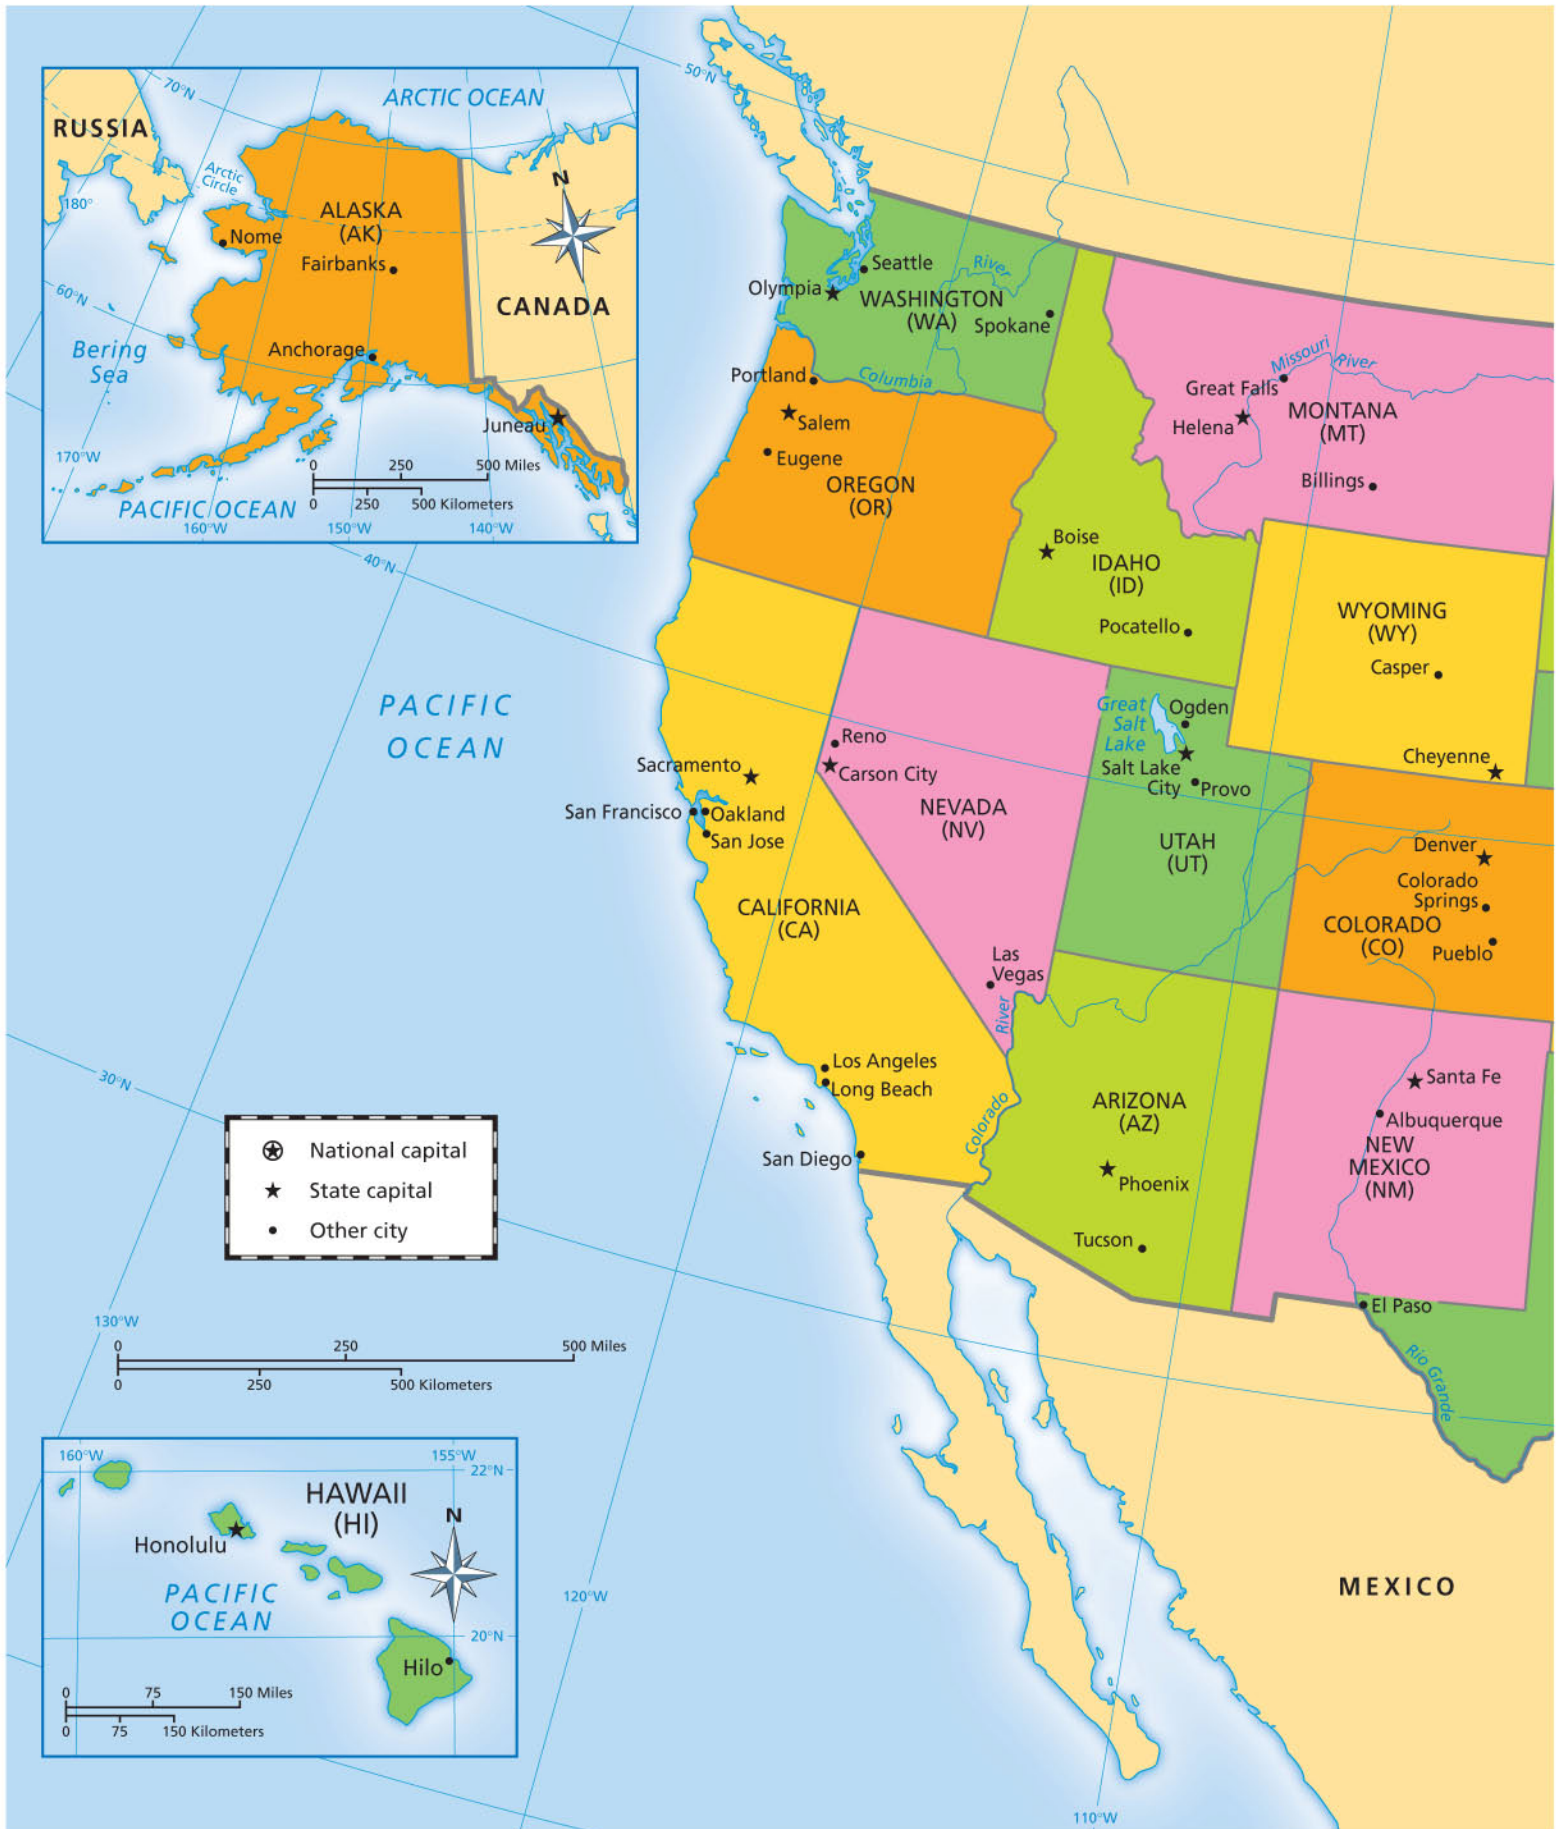 50°N
70°N
ARCTIC OCEAN
RUSSIA
Arctic
Circle
180°
N
ALASKA
(AK)
Nome
Fairbanks
60°N
CANADA
Bering
Sea
Anchorage
Juneau
170°W
0 250 500 Miles
0 250 500 Kilometers
PACIFIC OCEAN
160°W
150°W
140°W
Seattle
Olympia
WASHINGTON
(WA)
River
Spokane
Columbia
Portland
Salem
Eugene
OREGON
(OR)
Missouri
River
Great Falls
Helena
MONTANA
(MT)
Billings
Boise
IDAHO
(ID)
Pocatello
WYOMING
(WY)
Casper
Cheyenne
40°N
PACIFIC
OCEAN
Great
Salt
Lake
Ogden
Salt Lake
City
Provo
UTAH
(UT)
Reno
Carson City
NEVADA
(NV)
Las
Vegas
Sacramento
San Francisco
Oakland
San Jose
CALIFORNIA
(CA)
Los Angeles
Long Beach
San Diego
Denver
Colorado
Springs
COLORADO
(CO)
Pueblo
River
Colorado
ARIZONA
(AZ)
Phoenix
Tucson
Santa Fe
Albuquerque
NEW
MEXICO
(NM)
El Paso
Rio Grande
30°N
National capital
State capital
Other city
130°W
0 250 500 Miles
0 250 500 Kilometers
160°W
155°W
22°N
HAWAII
(HI)
N
Honolulu
PACIFIC
OCEAN
20°N
Hilo
0 75 150 Miles
0 75 150 Kilometers
120°W
MEXICO
110°W